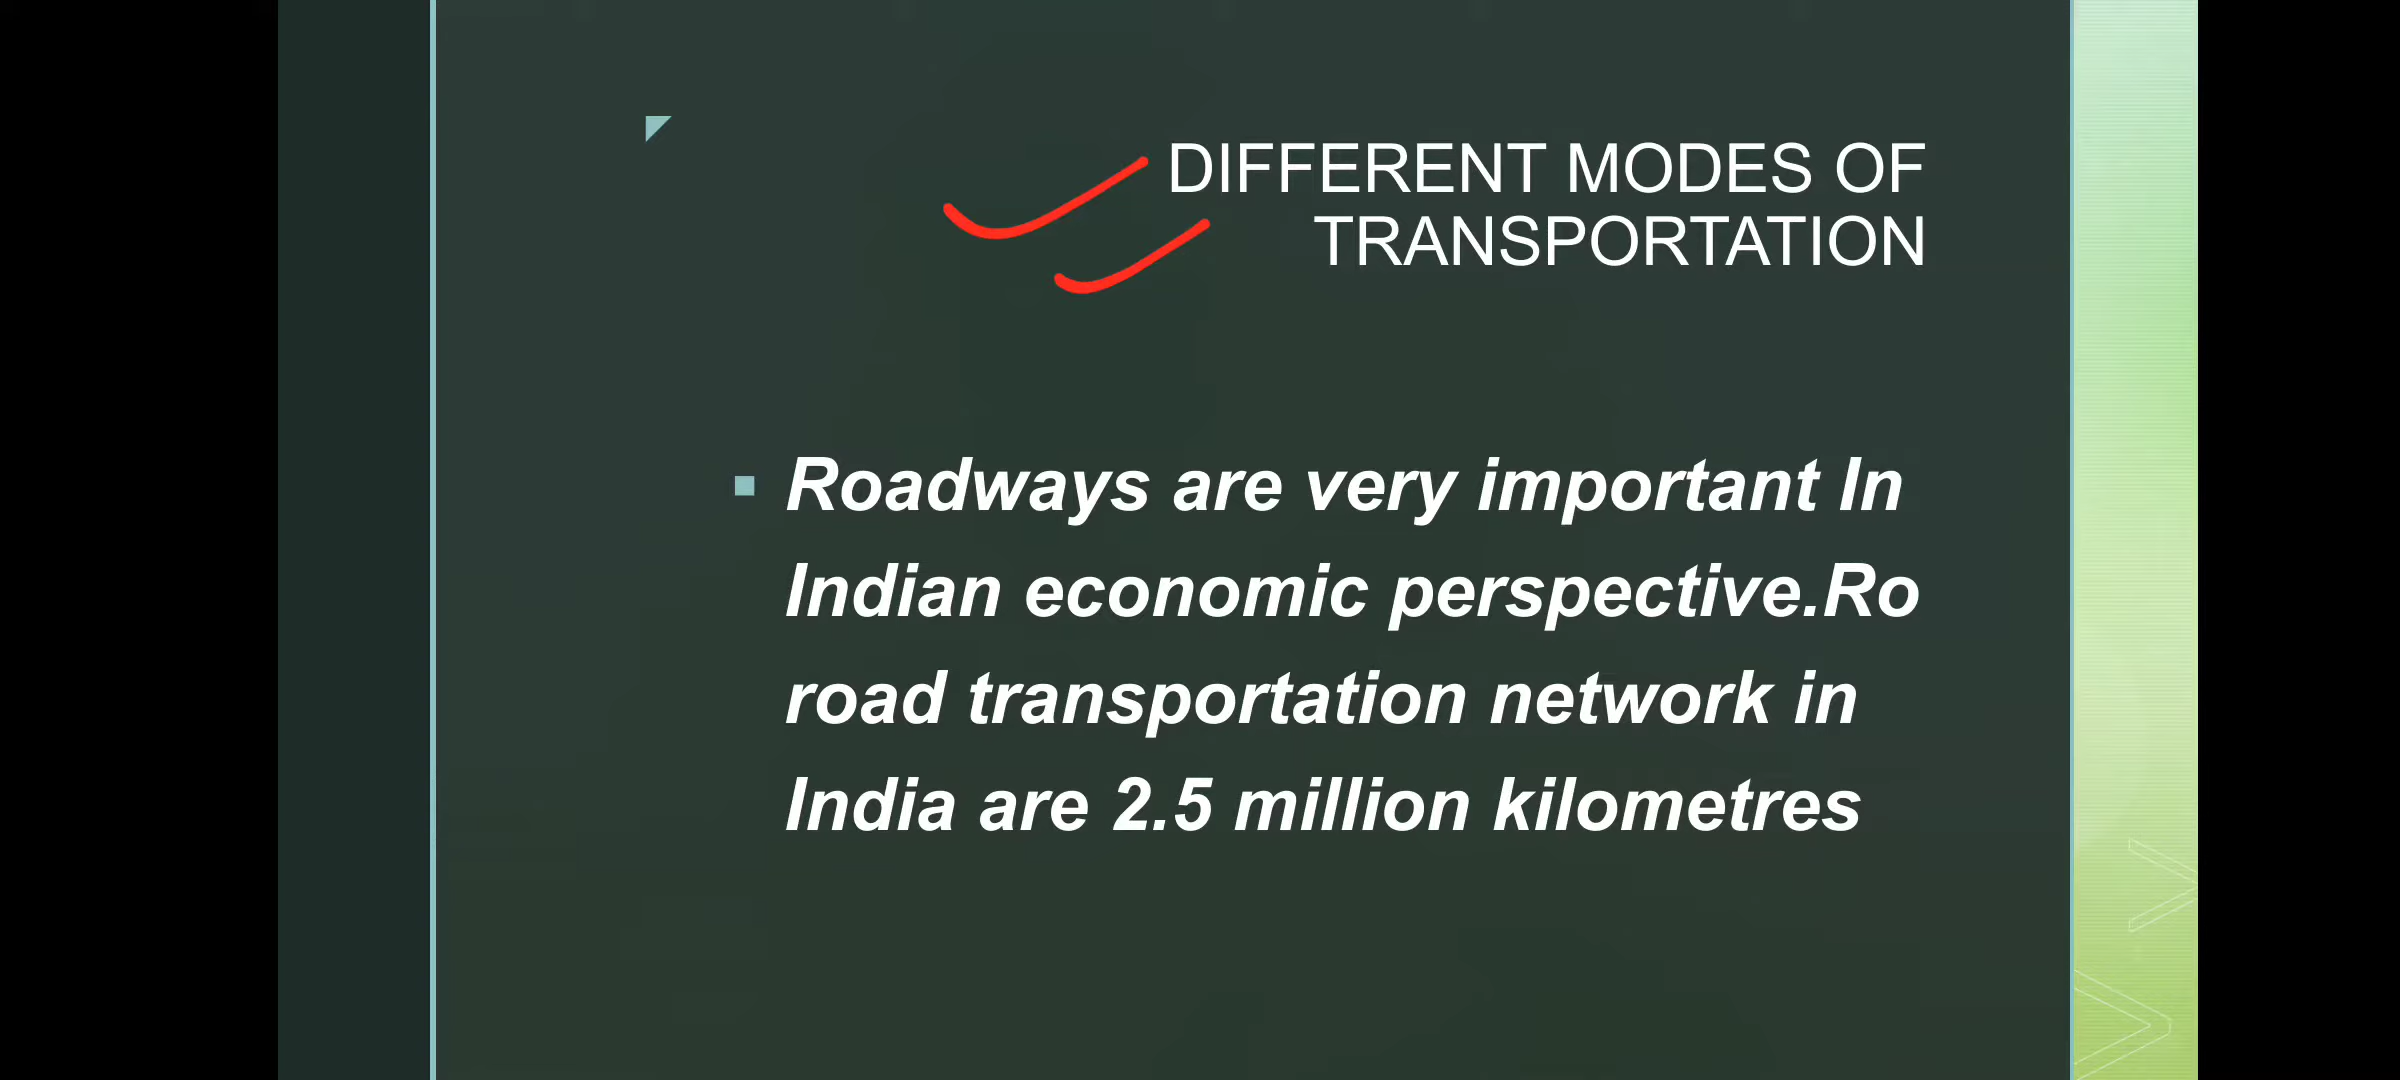 DIFFERENT MODES OF
TRANSPORTATION
Roadways are very important In
Indian economic perspective.Ro
road transportation network in
India are 2.5 million kilometres